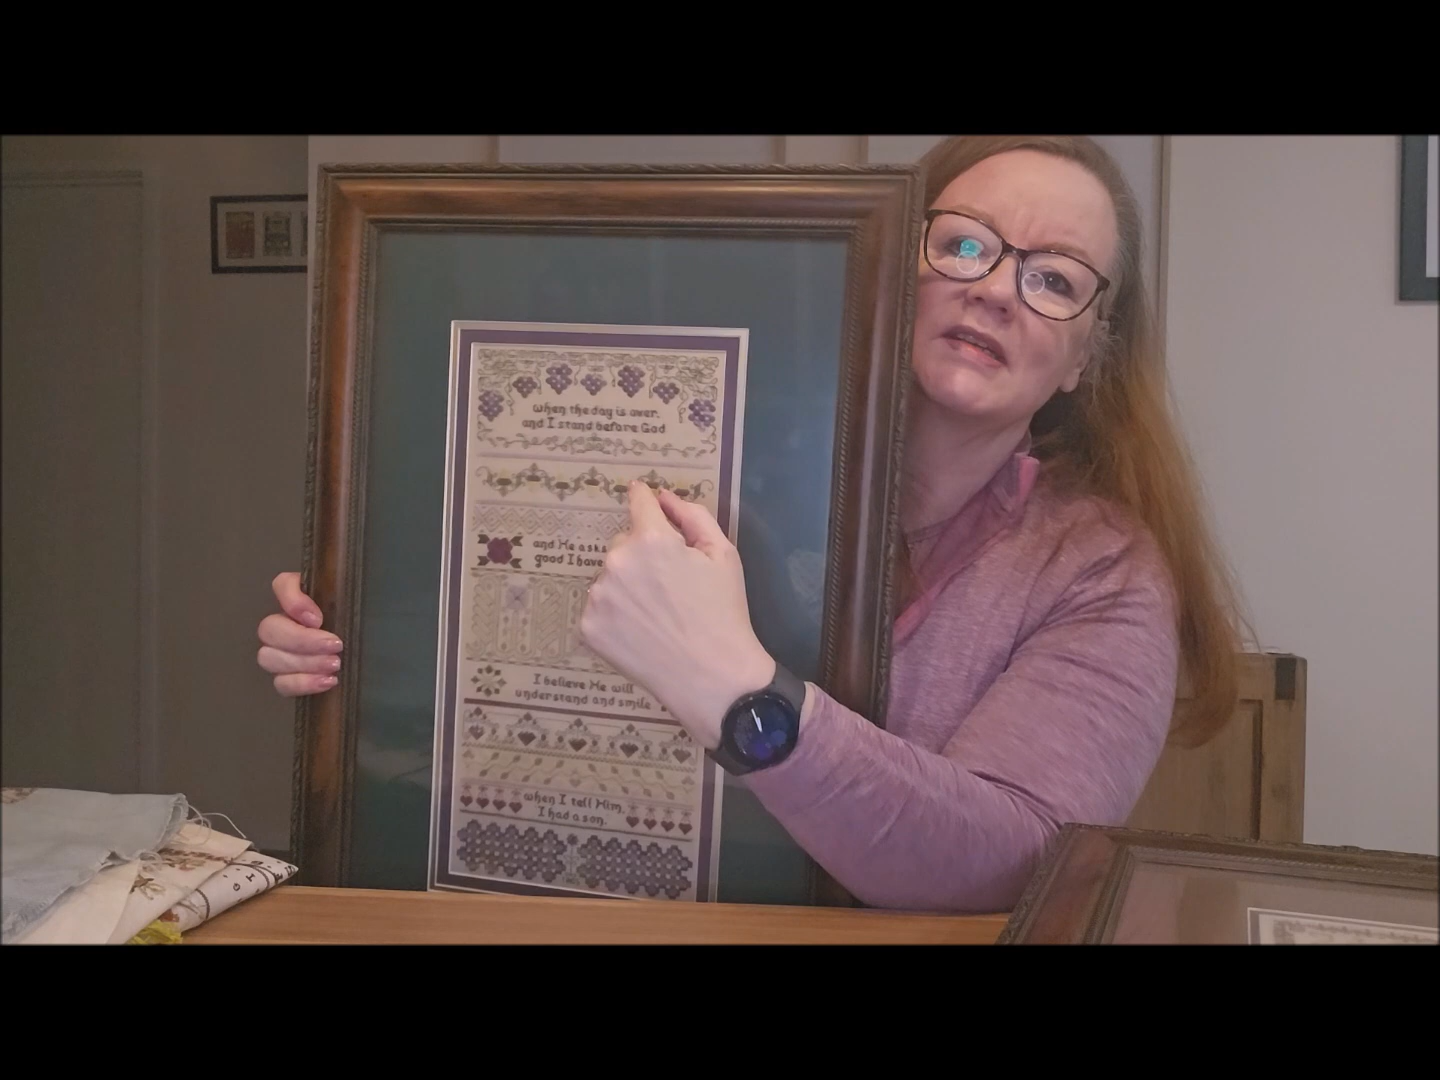 when the day is over,
and I stand before God
and He asks
good I have
I believe He will
understand and smile
when I tell Him,
I had a son.